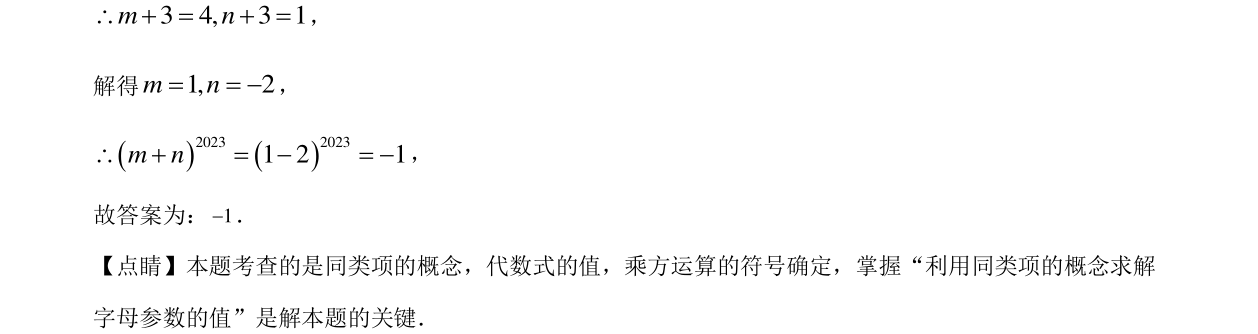 ∴m+3=4,n+3=1，
解得m=1,n=−2，
∴(m+n)^2023=(1−2)^2023=−1，
故答案为：−1．
【点睛】本题考查的是同类项的概念，代数式的值，乘方运算的符号确定，掌握“利用同类项的概念求解
字母参数的值”是解本题的关键．